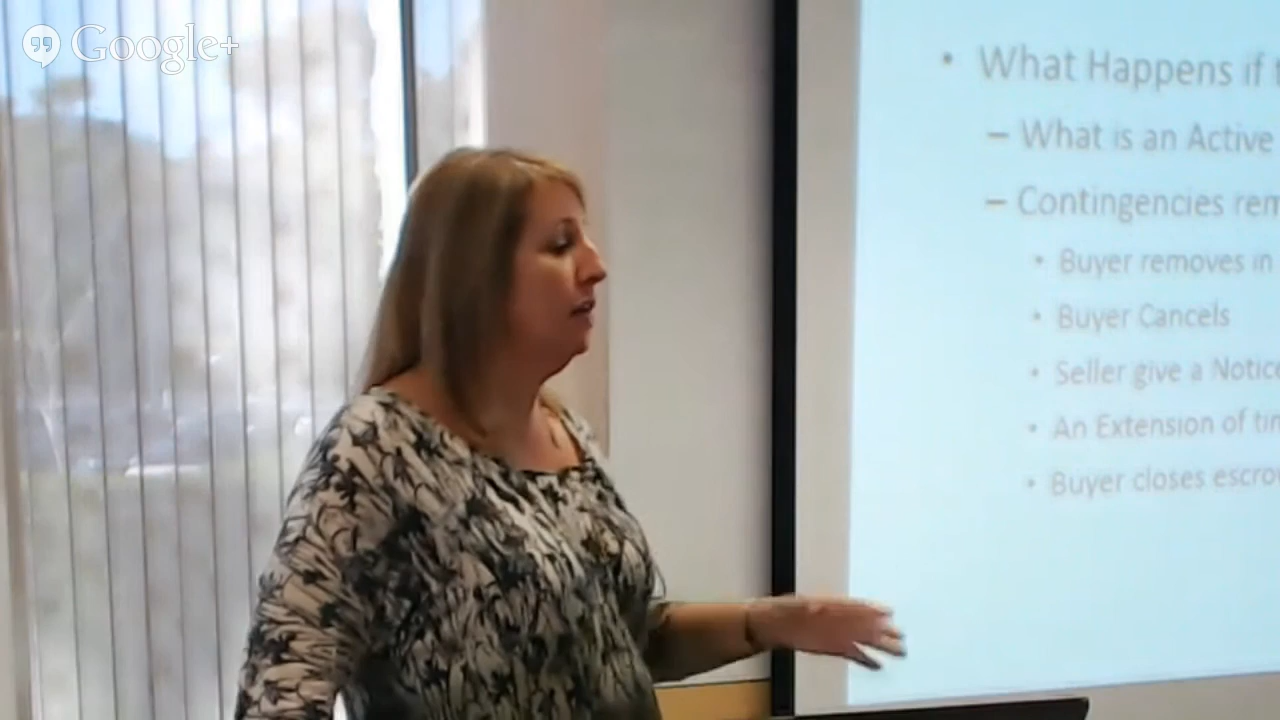 Google+
• What Happens if
– What is an Active
– Contingencies rem
• Buyer removes in
• Buyer Cancels
• Seller give a Notice
• An Extension of tim
• Buyer closes escro